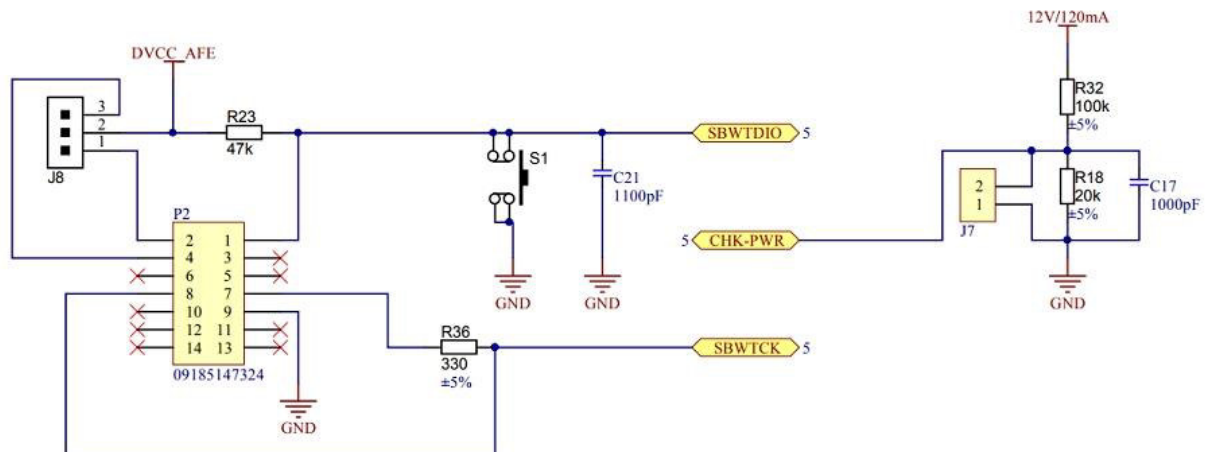 12V/120mA
DVCC_AFE
3
2
1
J8
R23
47k
SBWTDIO
5
S1
C21
1100pF
R32
100k
±5%
R18
20k
±5%
C17
1000pF
2
1
J7
5
CHK-PWR
P2
2 1
4 3
6 5
8 7
10 9
12 11
14 13
09185147324
GND
GND
GND
R36
330
±5%
SBWTCK
5
GND